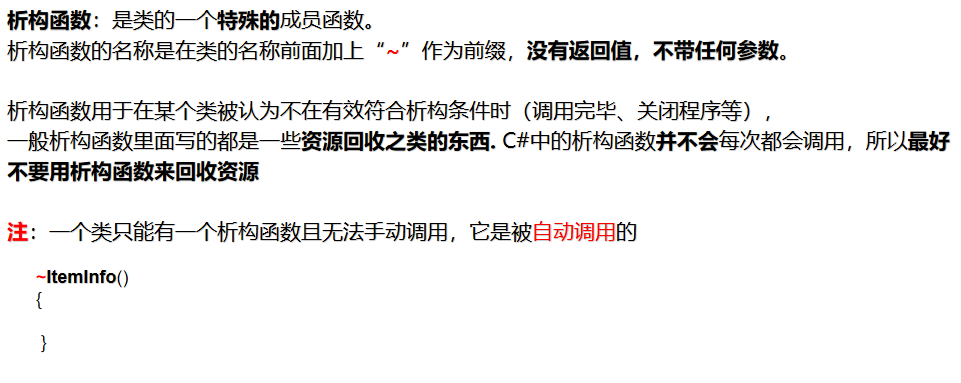 析构函数：是类的一个特殊的成员函数。
析构函数的名称是在类的名称前面加上“~”作为前缀，没有返回值，不带任何参数。
析构函数用于在某个类被认为不在有效符合析构条件时（调用完毕、关闭程序等），
一般析构函数里面写的都是一些资源回收之类的东西. C#中的析构函数并不会每次都会调用，所以最好
不要用析构函数来回收资源
注：一个类只能有一个析构函数且无法手动调用，它是被自动调用的
~ItemInfo()
{
}